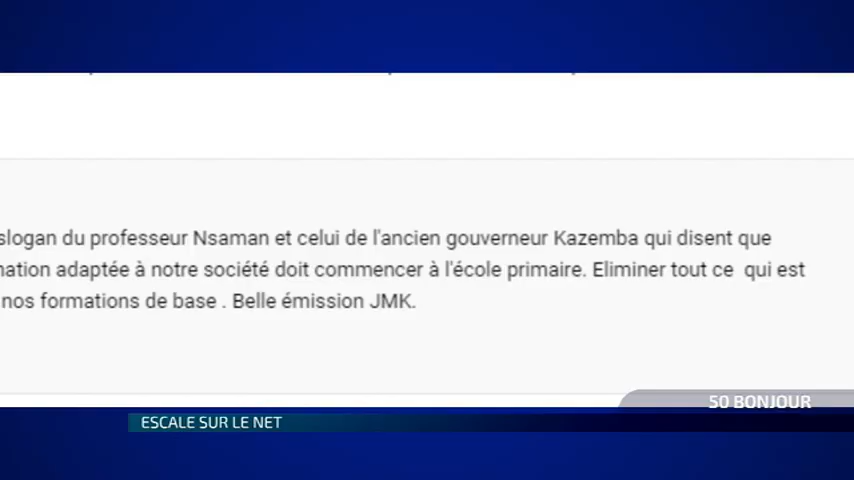 slogan du professeur Nsaman et celui de l'ancien gouverneur Kazemba qui disent que
mation adaptée à notre société doit commencer à l'école primaire. Eliminer tout ce  qui est
nos formations de base . Belle émission JMK.
50 BONJOUR
ESCALE SUR LE NET